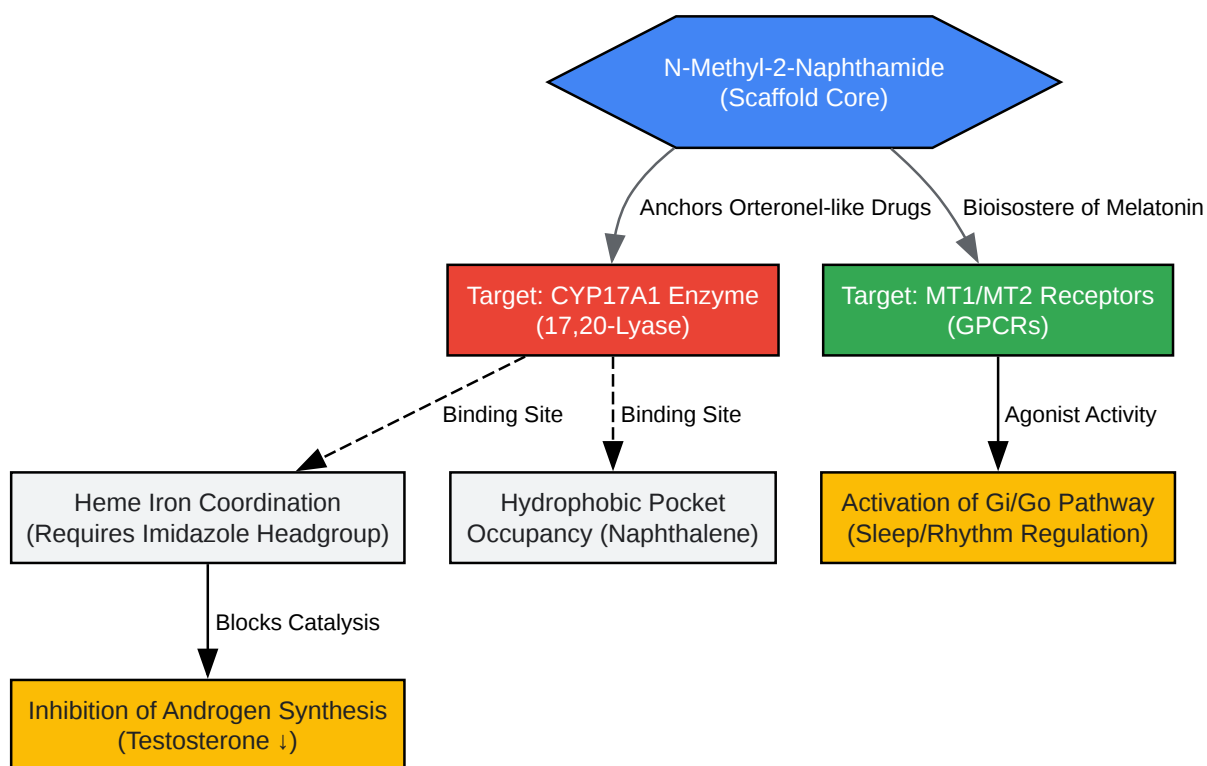 N-Methyl-2-Naphthamide
(Scaffold Core)
Anchors Orteronel-like Drugs
Bioisostere of Melatonin
Target: CYP17A1 Enzyme
(17,20-Lyase)
Target: MT1/MT2 Receptors
(GPCRs)
Binding Site
Binding Site
Agonist Activity
Heme Iron Coordination
(Requires Imidazole Headgroup)
Hydrophobic Pocket
Occupancy (Naphthalene)
Activation of Gi/Go Pathway
(Sleep/Rhythm Regulation)
Blocks Catalysis
Inhibition of Androgen Synthesis
(Testosterone ↓)